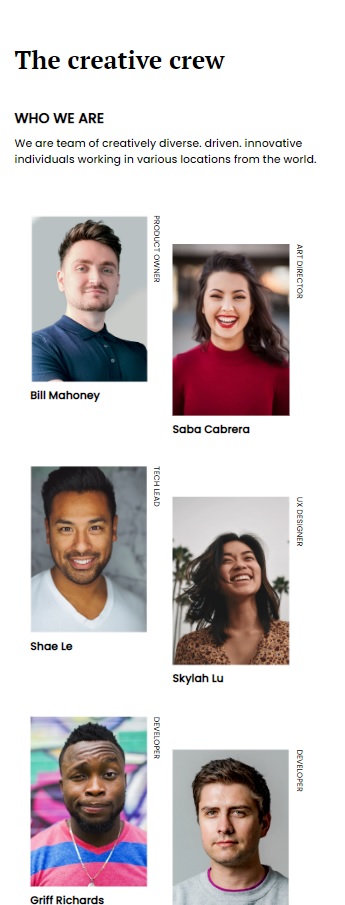 The creative crew
WHO WE ARE
We are team of creatively diverse. driven. innovative
individuals working in various locations from the world.
PRODUCT OWNER
Bill Mahoney
ART DIRECTOR
Saba Cabrera
TECH LEAD
Shae Le
UX DESIGNER
Skylah Lu
DEVELOPER
Griff Richards
DEVELOPER